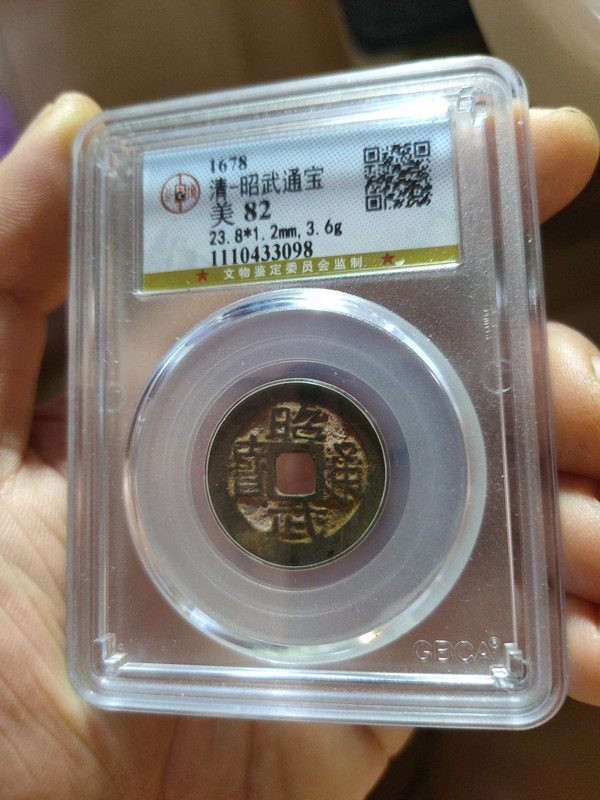 1678
清-昭武通宝
美 82
23.8*1.2mm,3.6g
1110433098
★ 文物鉴定委员会监制 ★
昭
寶 通
武
GBCA®